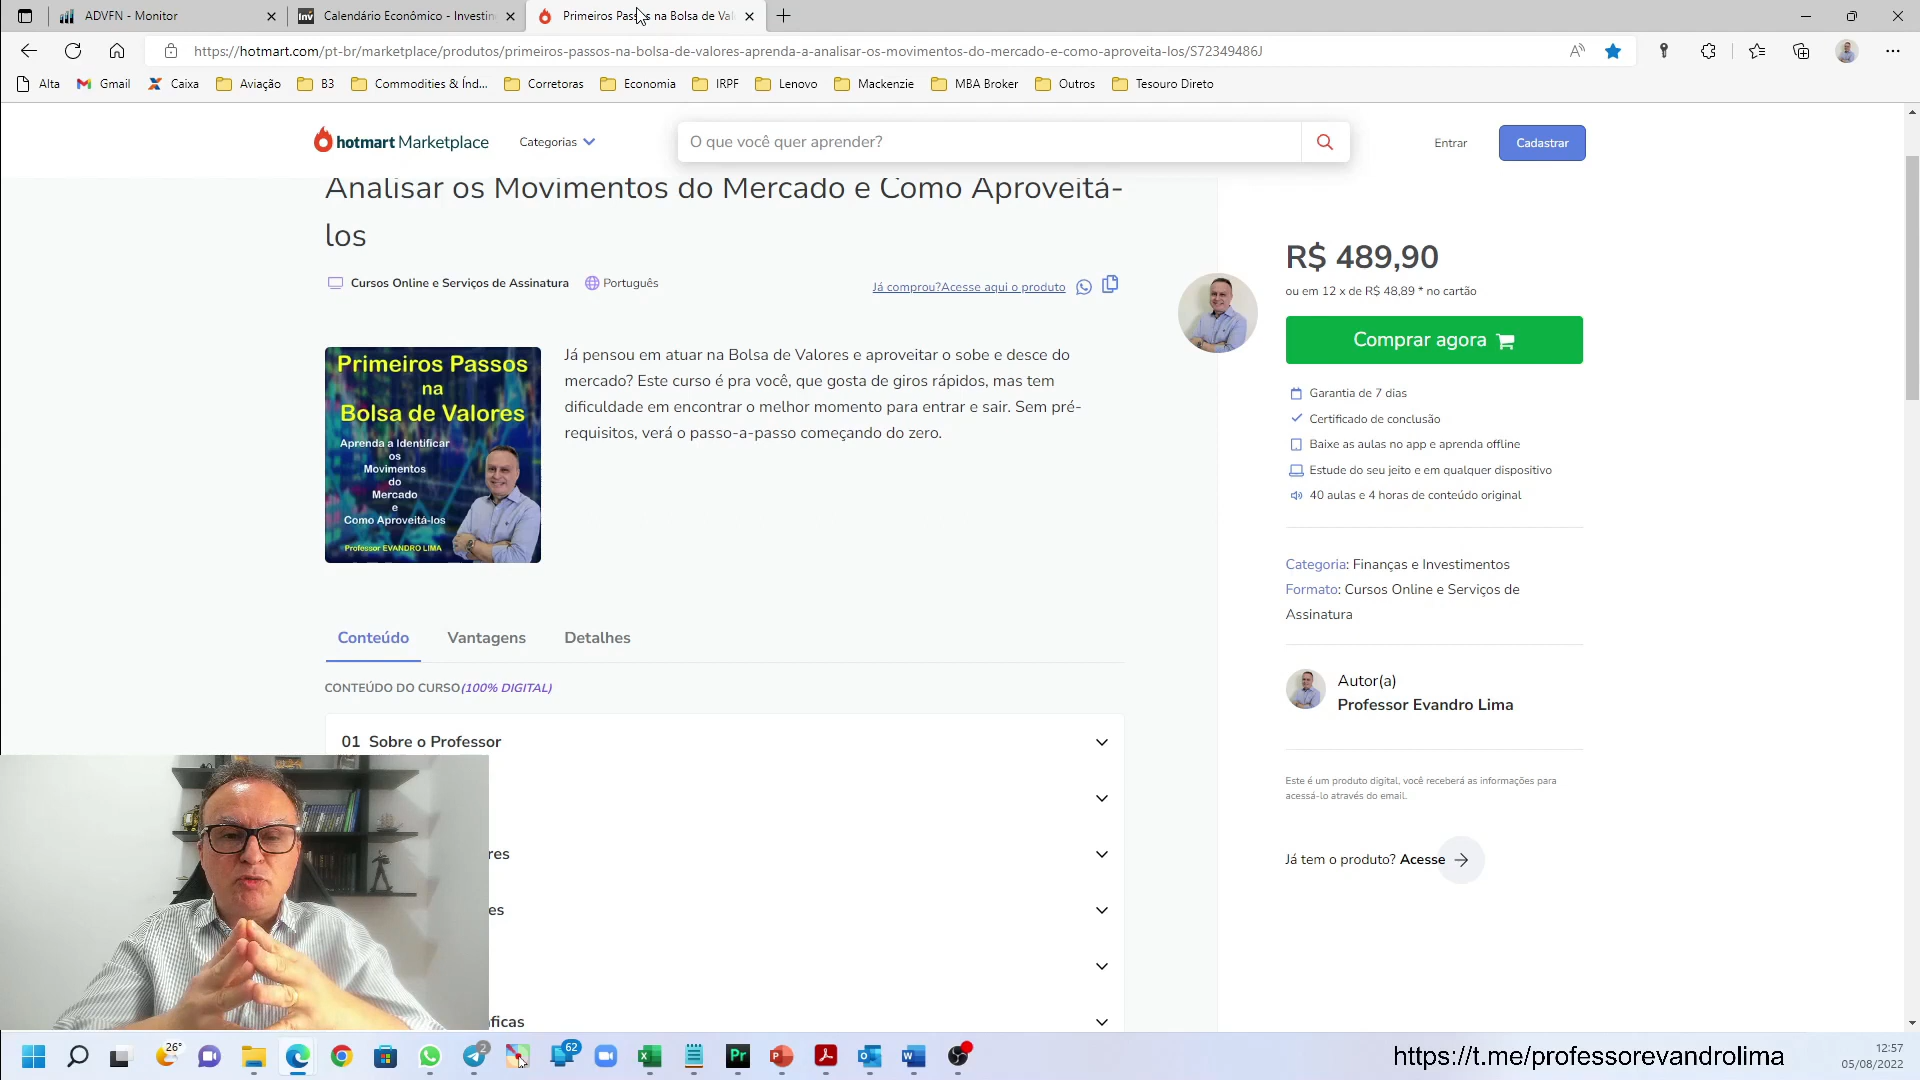 ADVFN - Monitor
Calendário Econômico - Investin
Primeiros Passos na Bolsa de Val
https://hotmart.com/pt-br/marketplace/produtos/primeiros-passos-na-bolsa-de-valores-aprenda-a-analisar-os-movimentos-do-mercado-e-como-aproveita-los/S72349486J
Alta
Gmail
Caixa
Aviação
B3
Commodities & Índ...
Corretoras
Economia
IRPF
Lenovo
Mackenzie
MBA Broker
Outros
Tesouro Direto
hotmart Marketplace
Categorias
O que você quer aprender?
Entrar
Cadastrar
Analisar os Movimentos do Mercado e Como Aproveitá-
los
Cursos Online e Serviços de Assinatura
Português
Já comprou?Acesse aqui o produto
Primeiros Passos
na
Bolsa de Valores
Aprenda a Identificar
os
Movimentos
do
Mercado
e
Como Aproveitá-los
Professor EVANDRO LIMA
Já pensou em atuar na Bolsa de Valores e aproveitar o sobe e desce do
mercado? Este curso é pra você, que gosta de giros rápidos, mas tem
dificuldade em encontrar o melhor momento para entrar e sair. Sem pré-
requisitos, verá o passo-a-passo começando do zero.
R$ 489,90
ou em 12 x de R$ 48,89 * no cartão
Comprar agora
Garantia de 7 dias
Certificado de conclusão
Baixe as aulas no app e aprenda offline
Estude do seu jeito e em qualquer dispositivo
40 aulas e 4 horas de conteúdo original
Categoria: Finanças e Investimentos
Formato: Cursos Online e Serviços de
Assinatura
Autor(a)
Professor Evandro Lima
Este é um produto digital, você receberá as informações para
acessá-lo através do email.
Já tem o produto? Acesse
Conteúdo
Vantagens
Detalhes
CONTEÚDO DO CURSO(100% DIGITAL)
01 Sobre o Professor
res
es
ficas
26°
2
62
https://t.me/professorevandrolima
12:57
05/08/2022